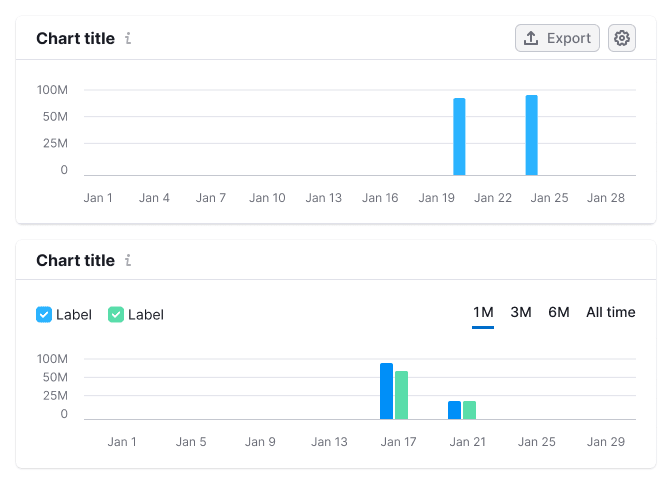 Chart title i
Export
100M
50M
25M
0
Jan 1 Jan 4 Jan 7 Jan 10 Jan 13 Jan 16 Jan 19 Jan 22 Jan 25 Jan 28
Chart title i
Label Label
1M 3M 6M All time
100M
50M
25M
0
Jan 1 Jan 5 Jan 9 Jan 13 Jan 17 Jan 21 Jan 25 Jan 29